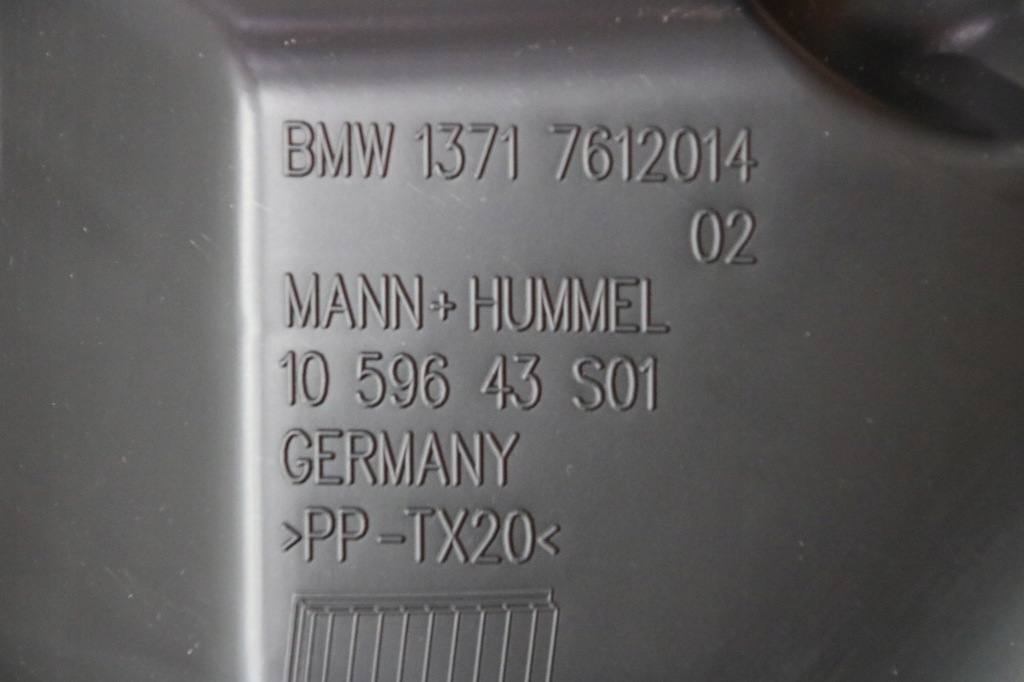 BMW 1371 7612014
02
MANN+HUMMEL
10 596 43 S01
GERMANY
>PP-TX20<